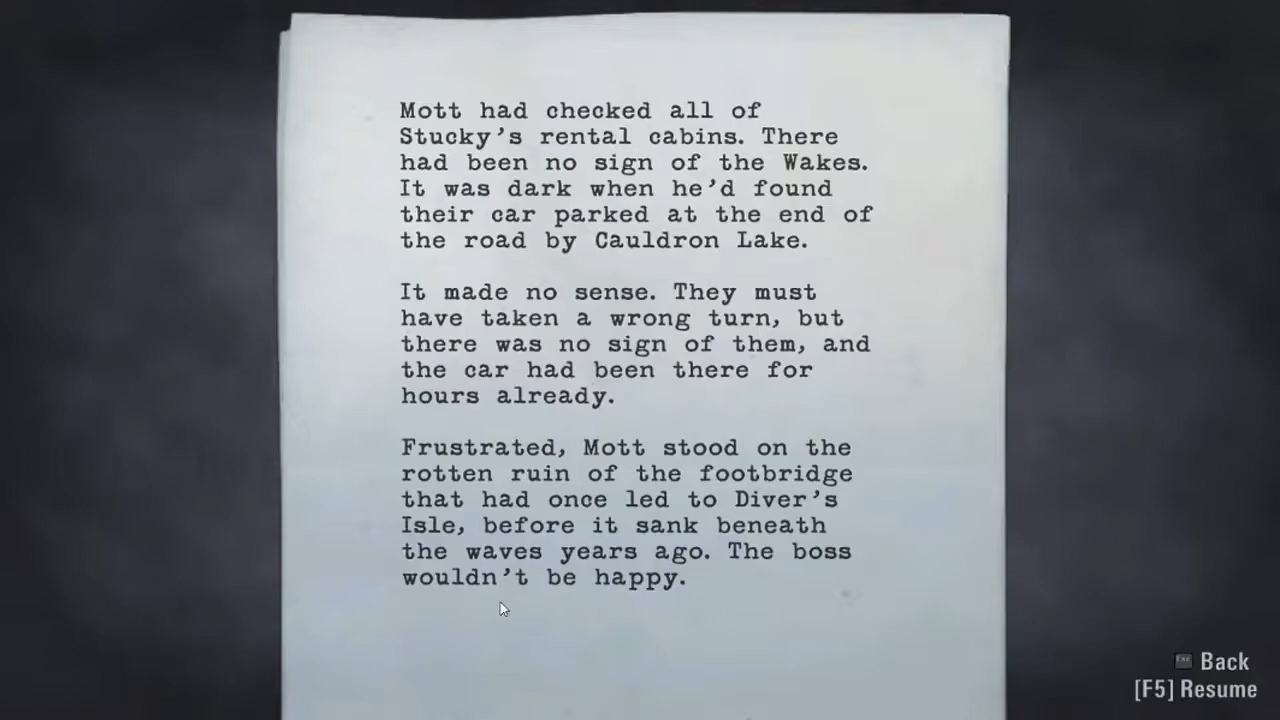 Mott had checked all of
Stucky's rental cabins. There
had been no sign of the Wakes.
It was dark when he'd found
their car parked at the end of
the road by Cauldron Lake.
It made no sense. They must
have taken a wrong turn, but
there was no sign of them, and
the car had been there for
hours already.
Frustrated, Mott stood on the
rotten ruin of the footbridge
that had once led to Diver's
Isle, before it sank beneath
the waves years ago. The boss
wouldn't be happy.
Esc Back
[F5] Resume